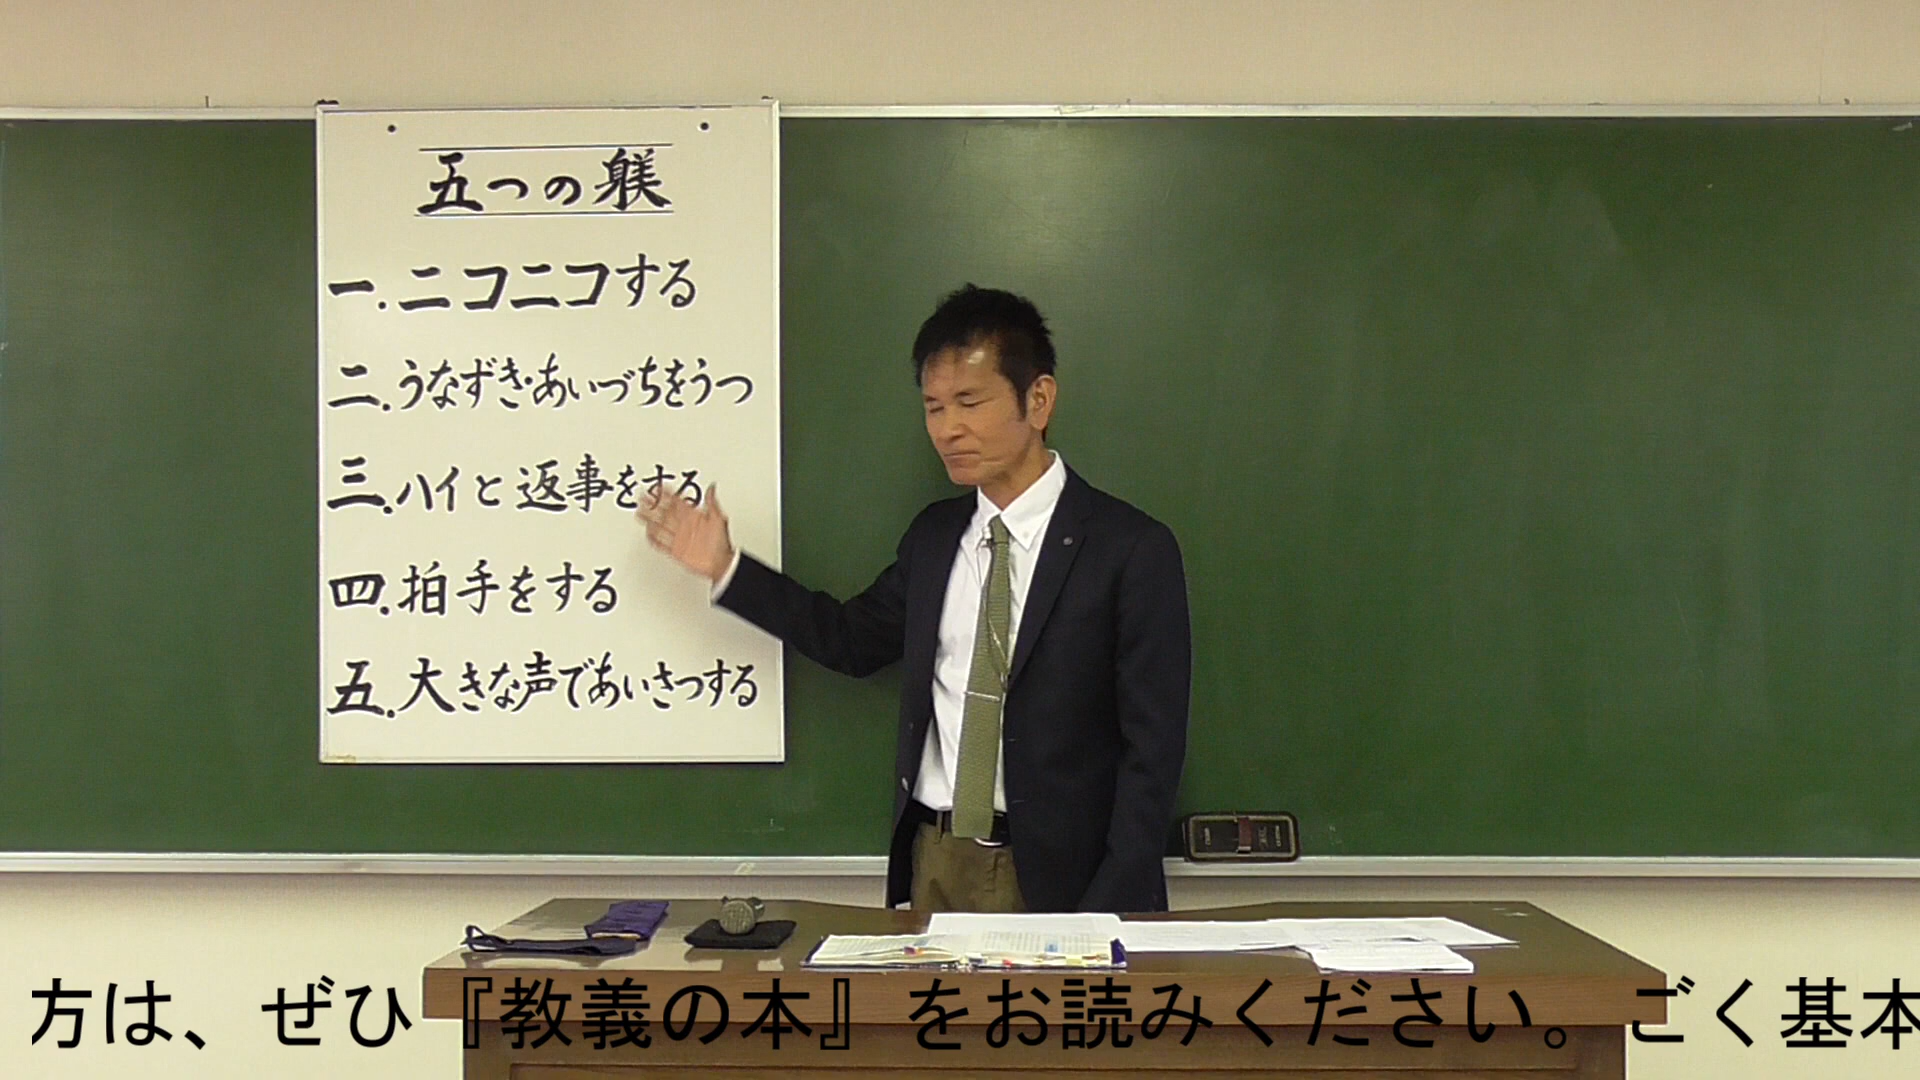 五つの躾
一.ニコニコする
二.うなずき・あいづちをうつ
三.ハイと返事をする
四.拍手をする
五.大きな声であいさつする
方は、ぜひ『教義の本』をお読みください。ごく基本